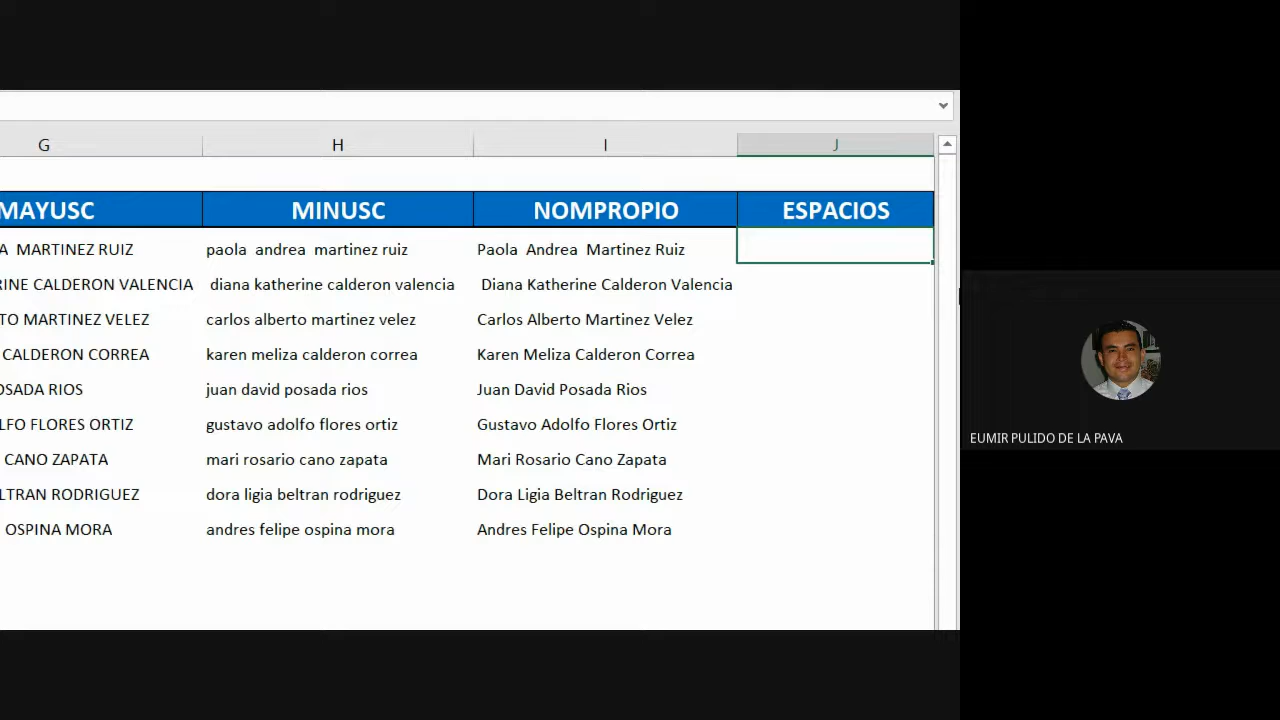 G H I J
MAYUSC MINUSC NOMPROPIO ESPACIOS
A  MARTINEZ RUIZ paola  andrea  martinez ruiz Paola  Andrea  Martinez Ruiz
RINE CALDERON VALENCIA diana katherine calderon valencia Diana Katherine Calderon Valencia
TO MARTINEZ VELEZ carlos alberto martinez velez Carlos Alberto Martinez Velez
CALDERON CORREA karen meliza calderon correa Karen Meliza Calderon Correa
OSADA RIOS juan david posada rios Juan David Posada Rios
LFO FLORES ORTIZ gustavo adolfo flores ortiz Gustavo Adolfo Flores Ortiz
CANO ZAPATA mari rosario cano zapata Mari Rosario Cano Zapata
LTRAN RODRIGUEZ dora ligia beltran rodriguez Dora Ligia Beltran Rodriguez
OSPINA MORA andres felipe ospina mora Andres Felipe Ospina Mora
EUMIR PULIDO DE LA PAVA